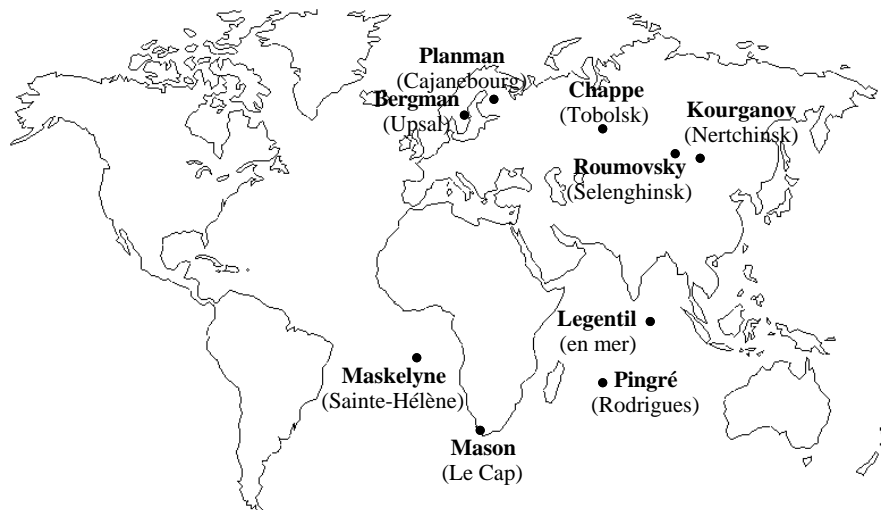 Planman
(Cajanebourg)
Bergman
(Upsal)
Chappe
(Tobolsk)
Kourganov
(Nertchinsk)
Roumovsky
(Selenghinsk)
Legentil
(en mer)
Maskelyne
(Sainte-Hélène)
Pingré
(Rodrigues)
Mason
(Le Cap)